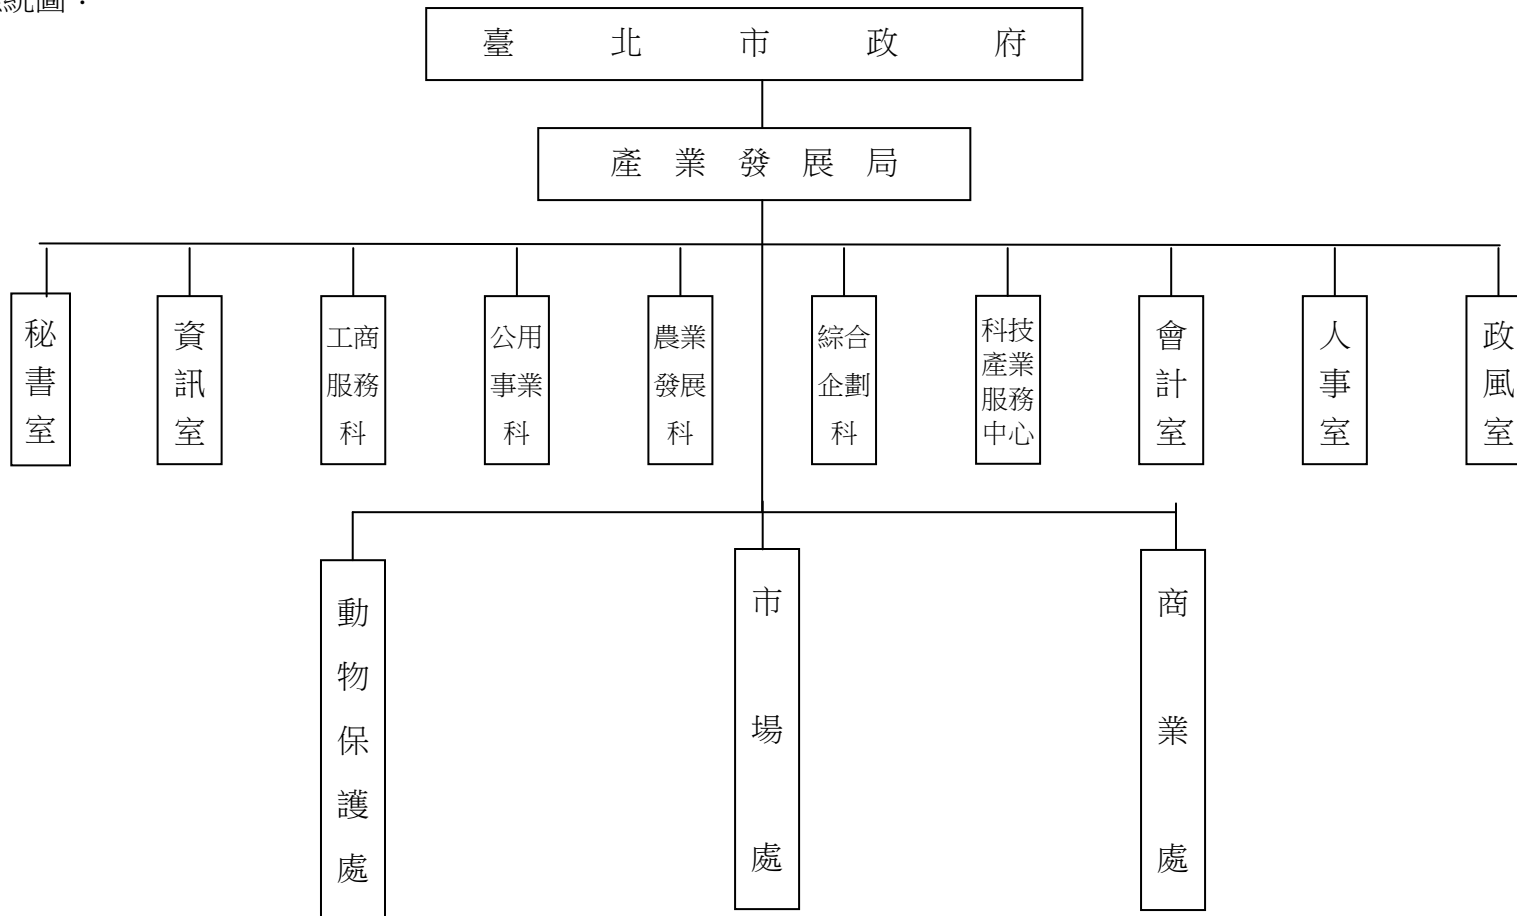 統圖：
臺北市政府
產業發展局
秘書室
資訊室
工商
服務
科
公用
事業
科
農業
發展
科
綜合
企劃
科
科技
產業
服務
中心
會計室
人事室
政風室
動物保護處
市場處
商業處